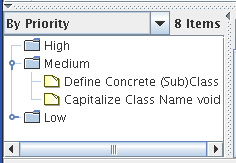 By Priority 8 Items
High
Medium
Define Concrete (Sub)Class
Capitalize Class Name void
Low